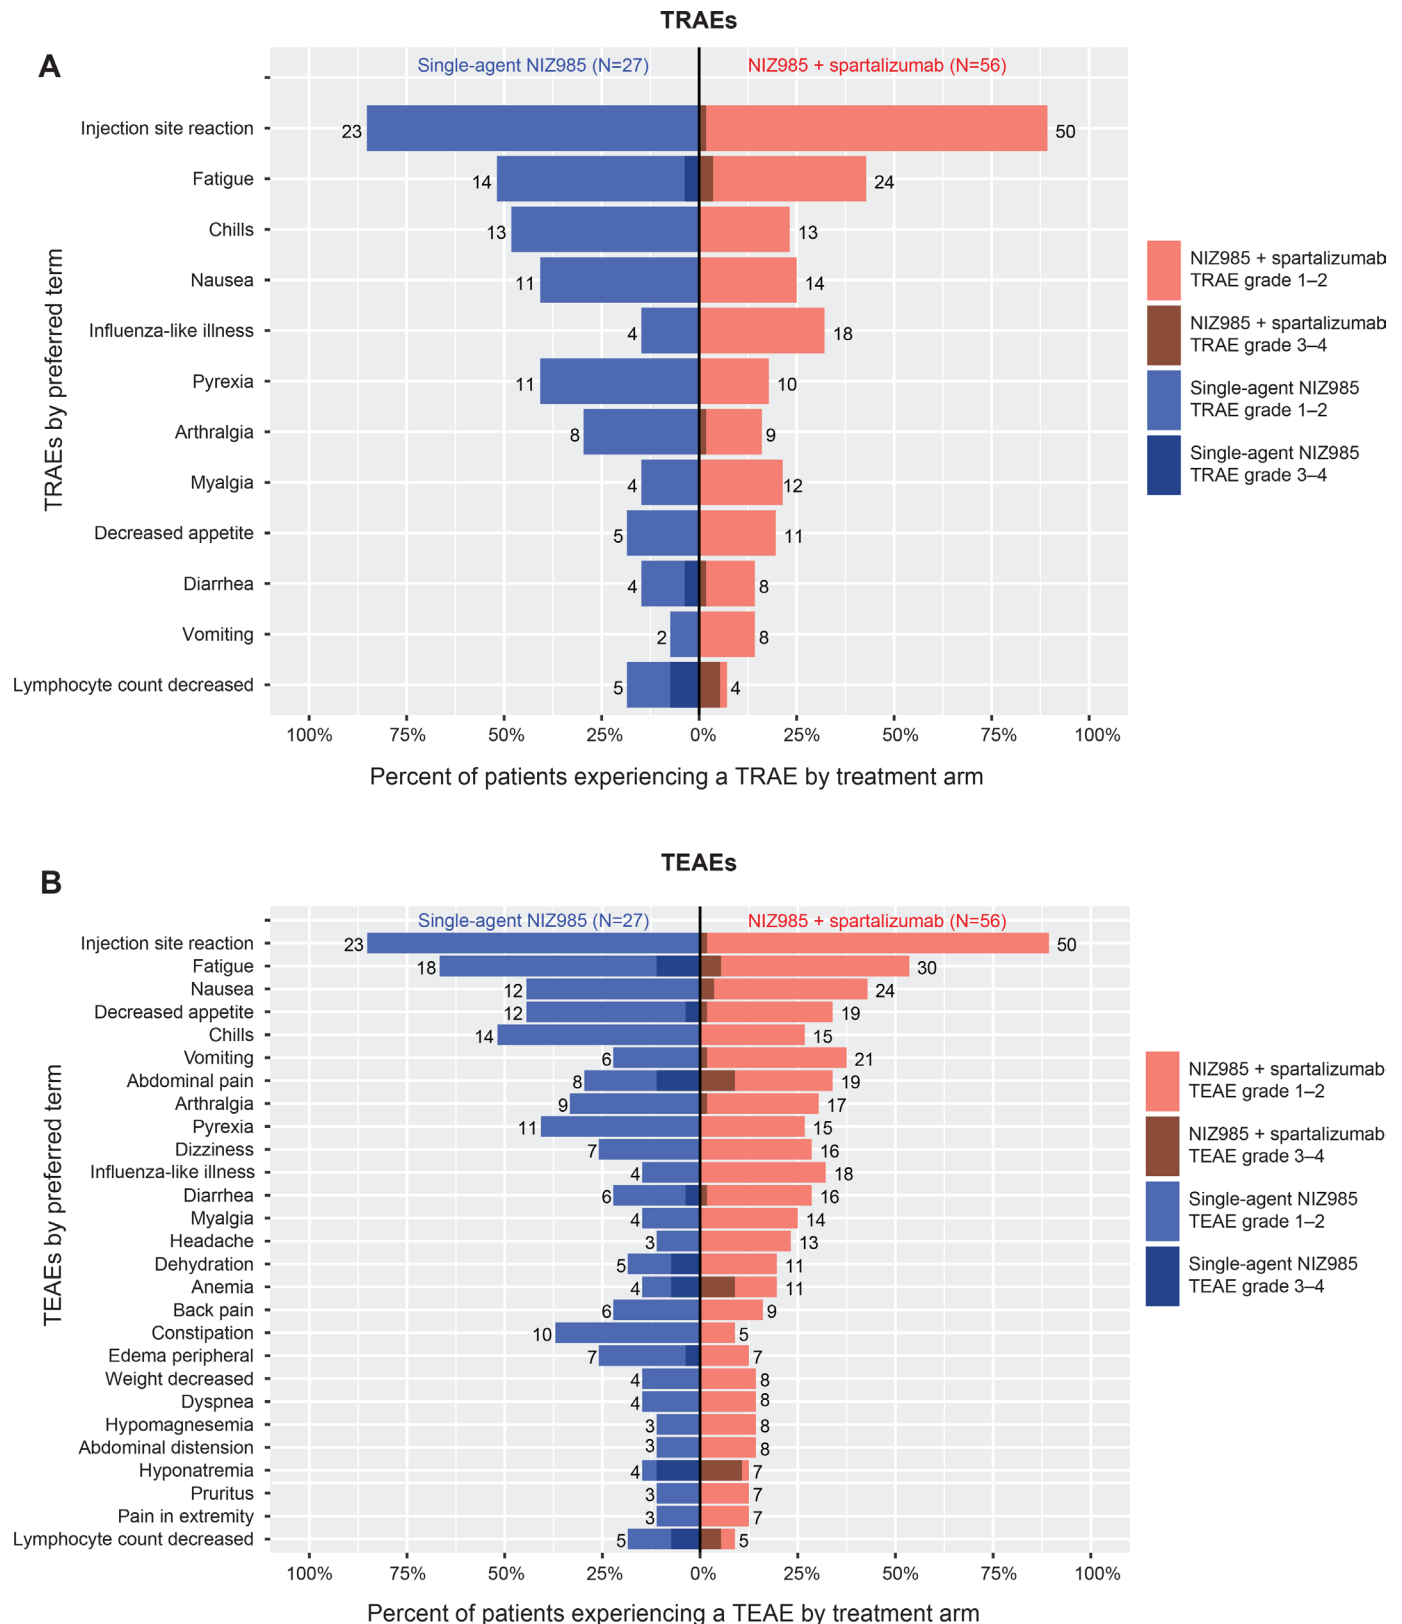 TRAEs
A
Single-agent NIZ985 (N=27) NIZ985 + spartalizumab (N=56)
TRAEs by preferred term
Injection site reaction 23 50
Fatigue 14 24
Chills 13 13
Nausea 11 14
Influenza-like illness 4 18
Pyrexia 11 10
Arthralgia 8 9
Myalgia 4 12
Decreased appetite 5 11
Diarrhea 4 8
Vomiting 2 8
Lymphocyte count decreased 5 4
100% 75% 50% 25% 0% 25% 50% 75% 100%
Percent of patients experiencing a TRAE by treatment arm
NIZ985 + spartalizumab
TRAE grade 1–2
NIZ985 + spartalizumab
TRAE grade 3–4
Single-agent NIZ985
TRAE grade 1–2
Single-agent NIZ985
TRAE grade 3–4
TEAEs
B
Single-agent NIZ985 (N=27) NIZ985 + spartalizumab (N=56)
TEAEs by preferred term
Injection site reaction 23 50
Fatigue 18 30
Nausea 12 24
Decreased appetite 12 19
Chills 14 15
Vomiting 6 21
Abdominal pain 8 19
Arthralgia 9 17
Pyrexia 11 15
Dizziness 7 16
Influenza-like illness 4 18
Diarrhea 6 16
Myalgia 4 14
Headache 3 13
Dehydration 5 11
Anemia 4 11
Back pain 6 9
Constipation 10 5
Edema peripheral 7 7
Weight decreased 4 8
Dyspnea 4 8
Hypomagnesemia 3 8
Abdominal distension 3 8
Hyponatremia 4 7
Pruritus 3 7
Pain in extremity 3 7
Lymphocyte count decreased 5 5
100% 75% 50% 25% 0% 25% 50% 75% 100%
Percent of patients experiencing a TEAE by treatment arm
NIZ985 + spartalizumab
TEAE grade 1–2
NIZ985 + spartalizumab
TEAE grade 3–4
Single-agent NIZ985
TEAE grade 1–2
Single-agent NIZ985
TEAE grade 3–4